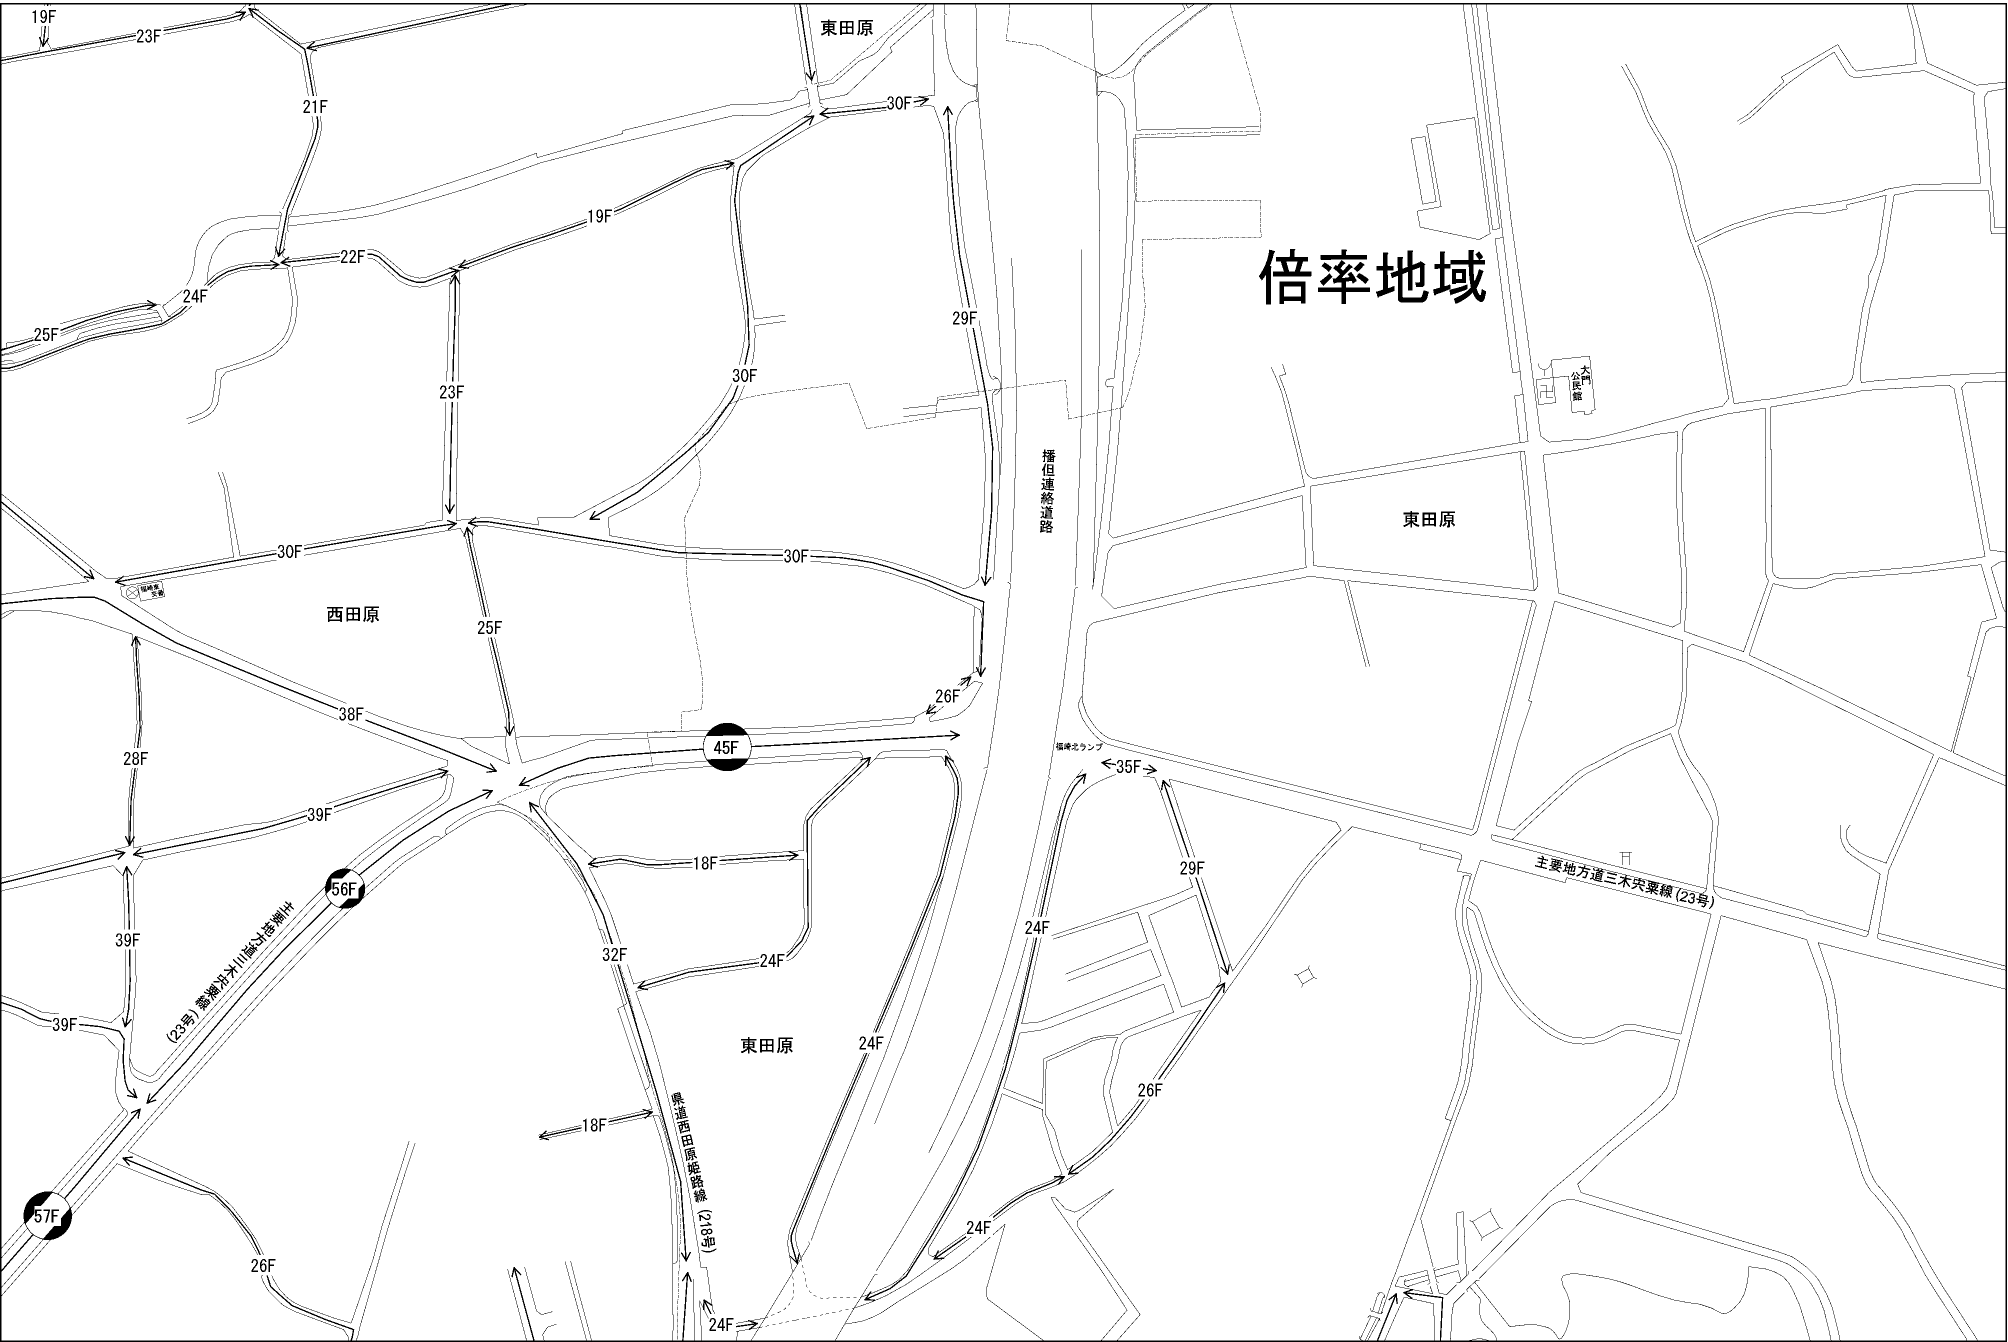 19F
23F
東田原
21F
30F
19F
22F
24F
倍率地域
25F
29F
30F
23F
大門
公民館
播但連絡道路
東田原
30F
30F
福崎東
交番
西田原
25F
26F
38F
45F
28F
福崎北ランプ
35F
39F
18F
29F
主要地方道三木宍粟線(23号)
56F
39F
主要地方道三木宍粟線
(23号)
32F
24F
24F
39F
東田原
24F
26F
18F
県道西田原姫路線(218号)
57F
24F
26F
24F